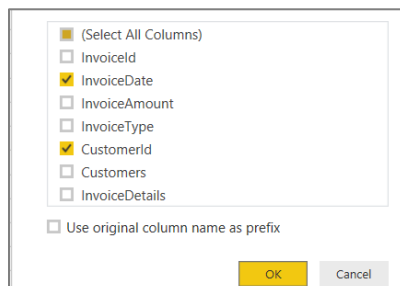 (Select All Columns)
InvoiceId
InvoiceDate
InvoiceAmount
InvoiceType
CustomerId
Customers
InvoiceDetails
Use original column name as prefix
OK Cancel